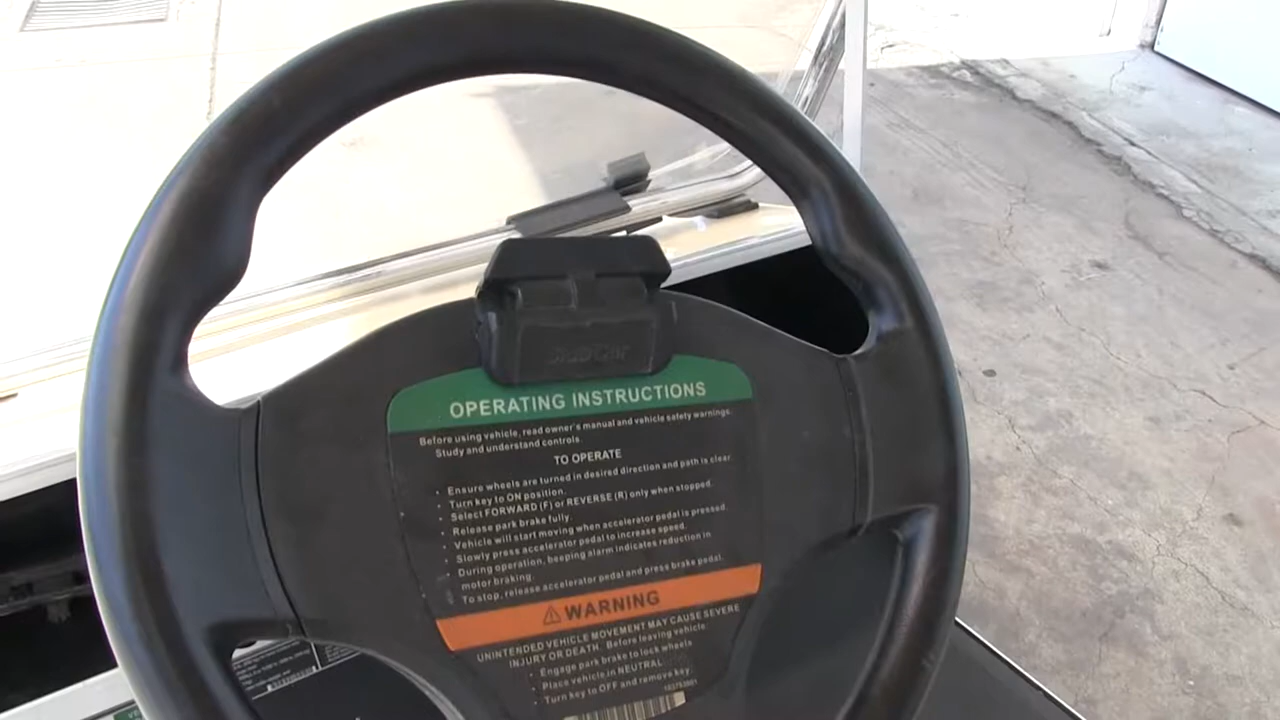 Club Car
OPERATING INSTRUCTIONS
Before using vehicle, read owner's manual and vehicle safety warnings.
Study and understand controls.
TO OPERATE
• Ensure wheels are turned in desired direction and path is clear.
• Turn key to ON position.
• Select FORWARD (F) or REVERSE (R) only when stopped.
• Release park brake fully.
• Vehicle will start moving when accelerator pedal is pressed.
• Slowly press accelerator pedal to increase speed.
• During operation, beeping alarm indicates reduction in
motor braking.
• To stop, release accelerator pedal and press brake pedal.
⚠ WARNING
UNINTENDED VEHICLE MOVEMENT MAY CAUSE SEVERE
INJURY OR DEATH. Before leaving vehicle
• Engage park brake to lock wheels
• Place vehicle in NEUTRAL
• Turn key to OFF and remove key